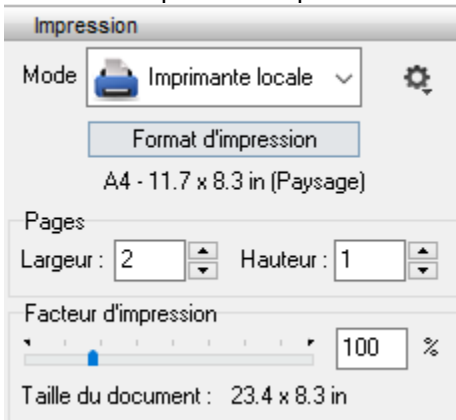 Impression
Mode Imprimante locale
Format d'impression
A4 - 11.7 x 8.3 in (Paysage)
Pages
Largeur : 2 Hauteur : 1
Facteur d'impression
100 %
Taille du document : 23.4 x 8.3 in